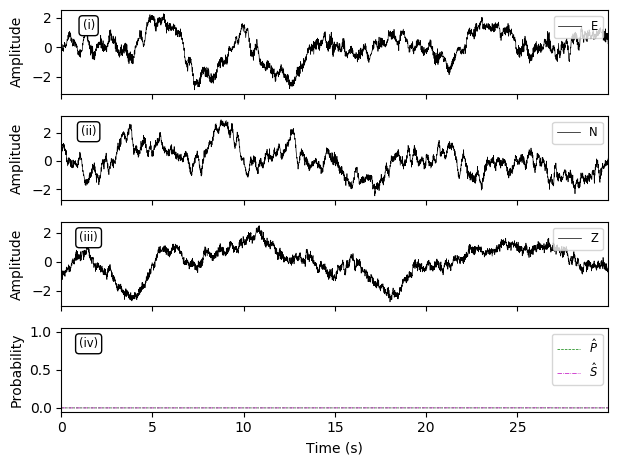 (i)
E
Amplitude
2
0
−2
(ii)
N
Amplitude
2
0
−2
(iii)
Z
Amplitude
2
0
−2
(iv)
P̂
Ŝ
Probability
1.0
0.5
0.0
0 5 10 15 20 25
Time (s)